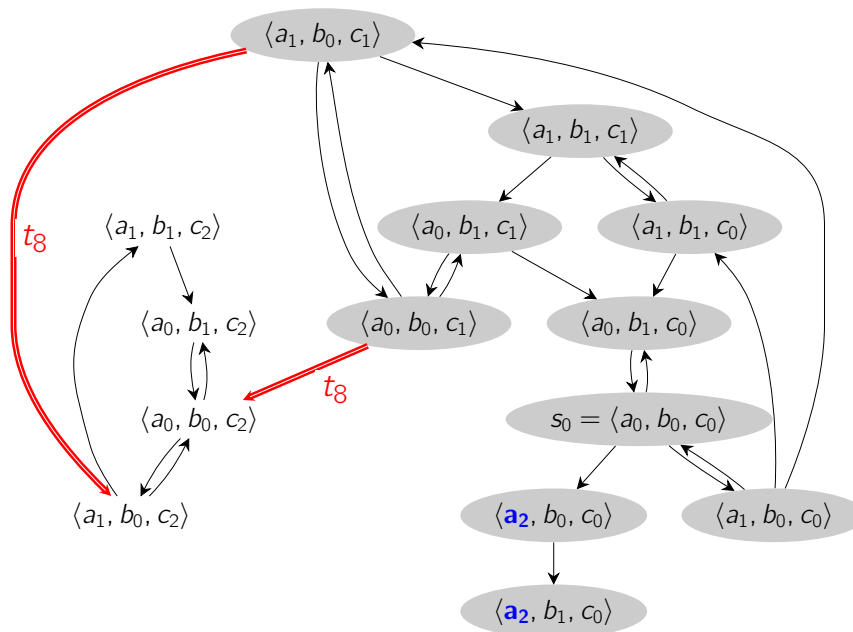 ⟨a₁, b₀, c₁⟩
⟨a₁, b₁, c₁⟩
t₈
⟨a₁, b₁, c₂⟩
⟨a₀, b₁, c₁⟩
⟨a₁, b₁, c₀⟩
⟨a₀, b₁, c₂⟩
⟨a₀, b₀, c₁⟩
⟨a₀, b₁, c₀⟩
t₈
⟨a₀, b₀, c₂⟩
s₀ = ⟨a₀, b₀, c₀⟩
⟨a₁, b₀, c₂⟩
⟨a₂, b₀, c₀⟩
⟨a₁, b₀, c₀⟩
⟨a₂, b₁, c₀⟩